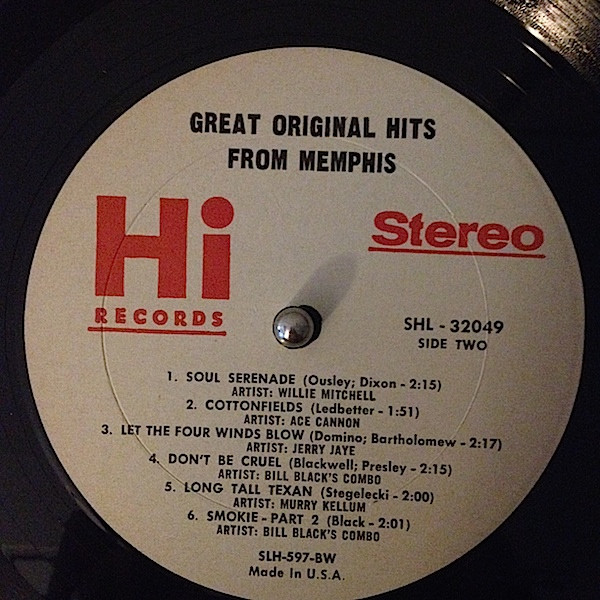 GREAT ORIGINAL HITS
FROM MEMPHIS
Hi
RECORDS
Stereo
SHL - 32049
SIDE TWO
1. SOUL SERENADE (Ousley; Dixon - 2:15)
ARTIST: WILLIE MITCHELL
2. COTTONFIELDS (Ledbetter - 1:51)
ARTIST: ACE CANNON
3. LET THE FOUR WINDS BLOW (Domino; Bartholomew - 2:17)
ARTIST: JERRY JAYE
4. DON'T BE CRUEL (Blackwell; Presley - 2:15)
ARTIST: BILL BLACK'S COMBO
5. LONG TALL TEXAN (Stegelecki - 2:00)
ARTIST: MURRY KELLUM
6. SMOKIE - PART 2 (Black - 2:01)
ARTIST: BILL BLACK'S COMBO
SLH-597-BW
Made In U.S.A.